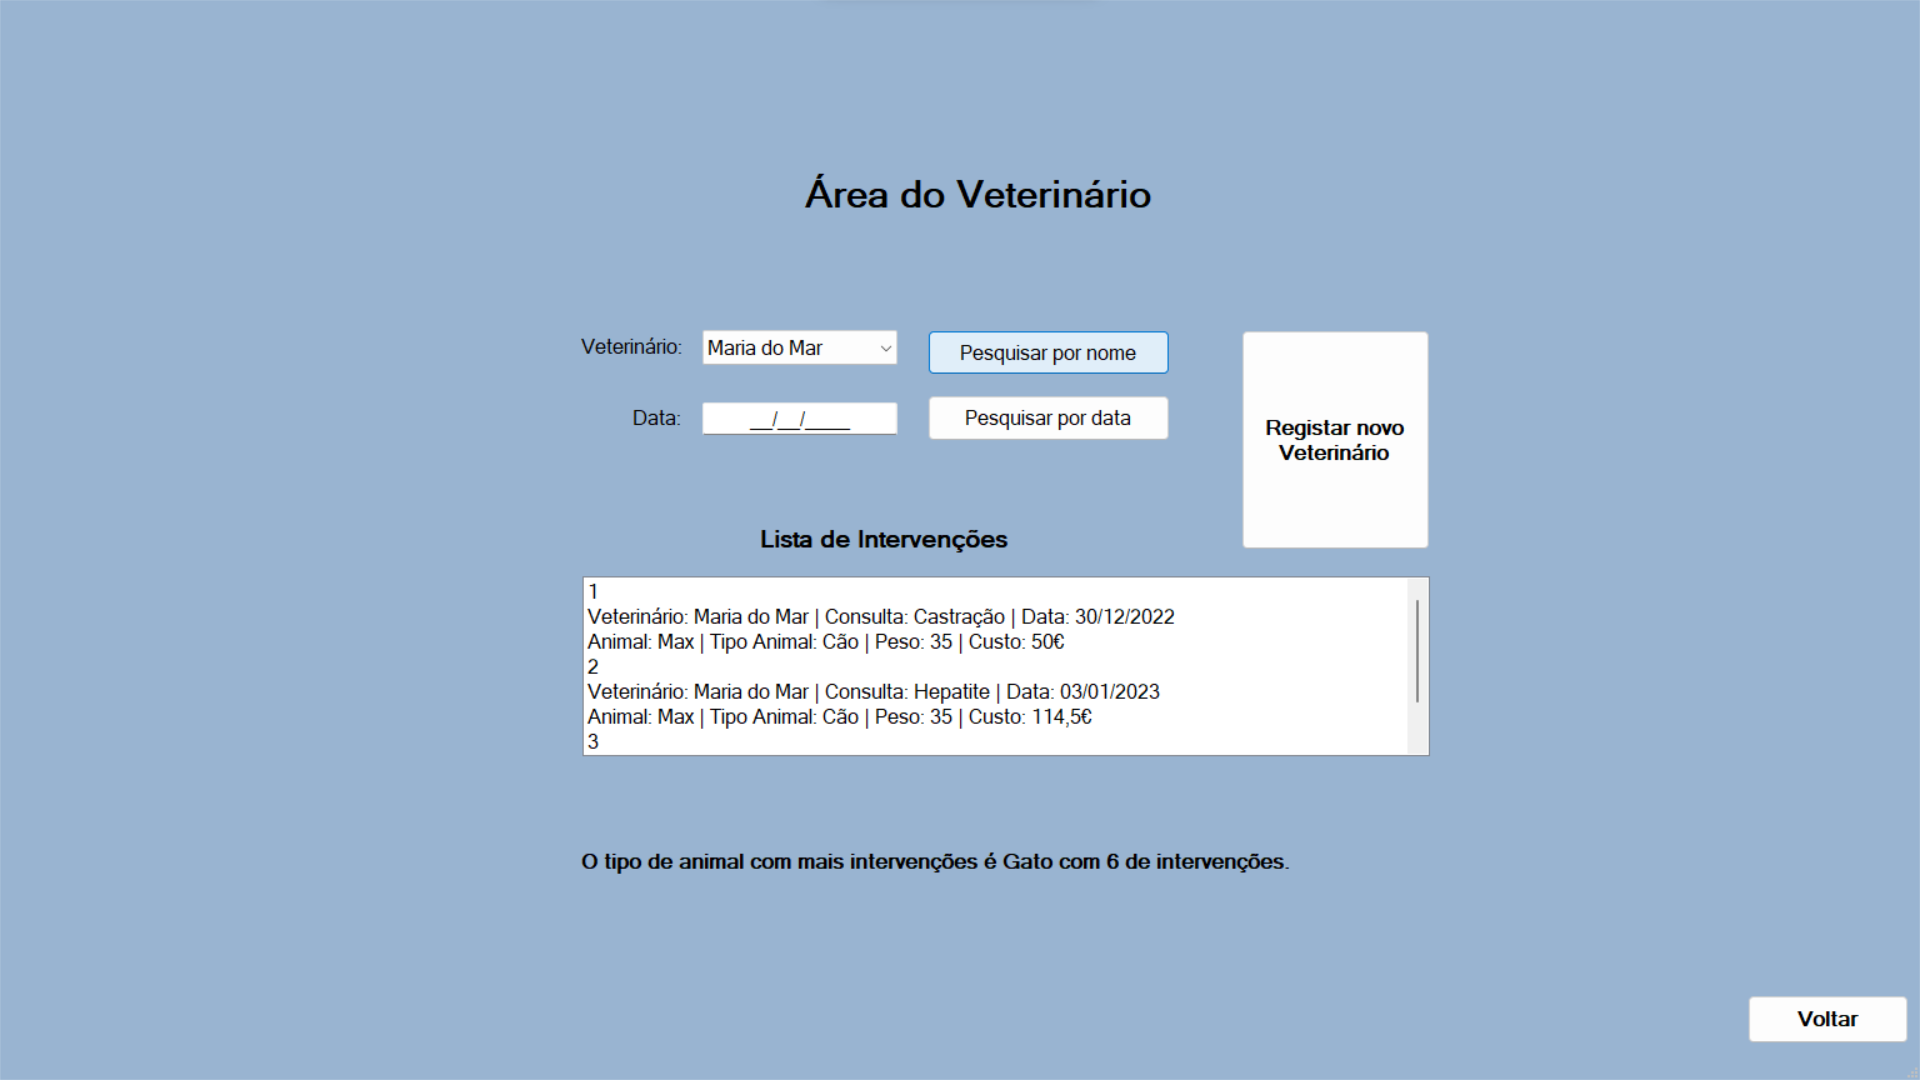 Área do Veterinário
Veterinário: Maria do Mar Pesquisar por nome
Data: __/__/____ Pesquisar por data
Registar novo
Veterinário
Lista de Intervenções
1
Veterinário: Maria do Mar | Consulta: Castração | Data: 30/12/2022
Animal: Max | Tipo Animal: Cão | Peso: 35 | Custo: 50€
2
Veterinário: Maria do Mar | Consulta: Hepatite | Data: 03/01/2023
Animal: Max | Tipo Animal: Cão | Peso: 35 | Custo: 114,5€
3
O tipo de animal com mais intervenções é Gato com 6 de intervenções.
Voltar